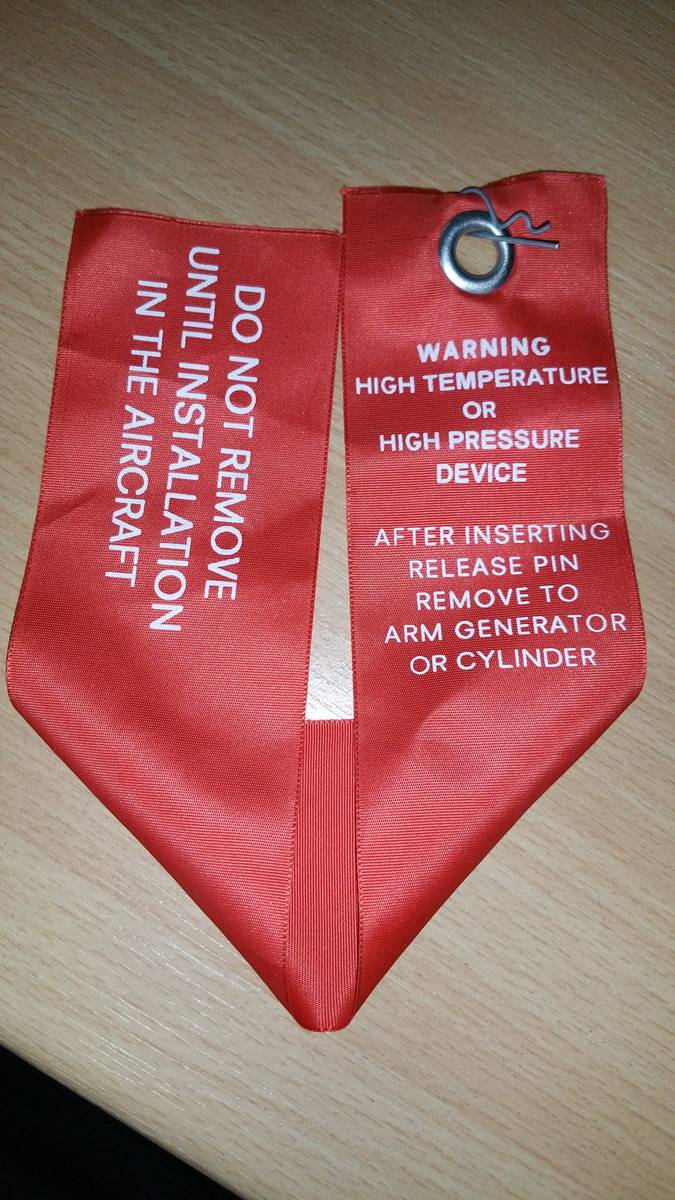 DO NOT REMOVE
UNTIL INSTALLATION
IN THE AIRCRAFT
WARNING
HIGH TEMPERATURE
OR
HIGH PRESSURE
DEVICE
AFTER INSERTING
RELEASE PIN
REMOVE TO
ARM GENERATOR
OR CYLINDER